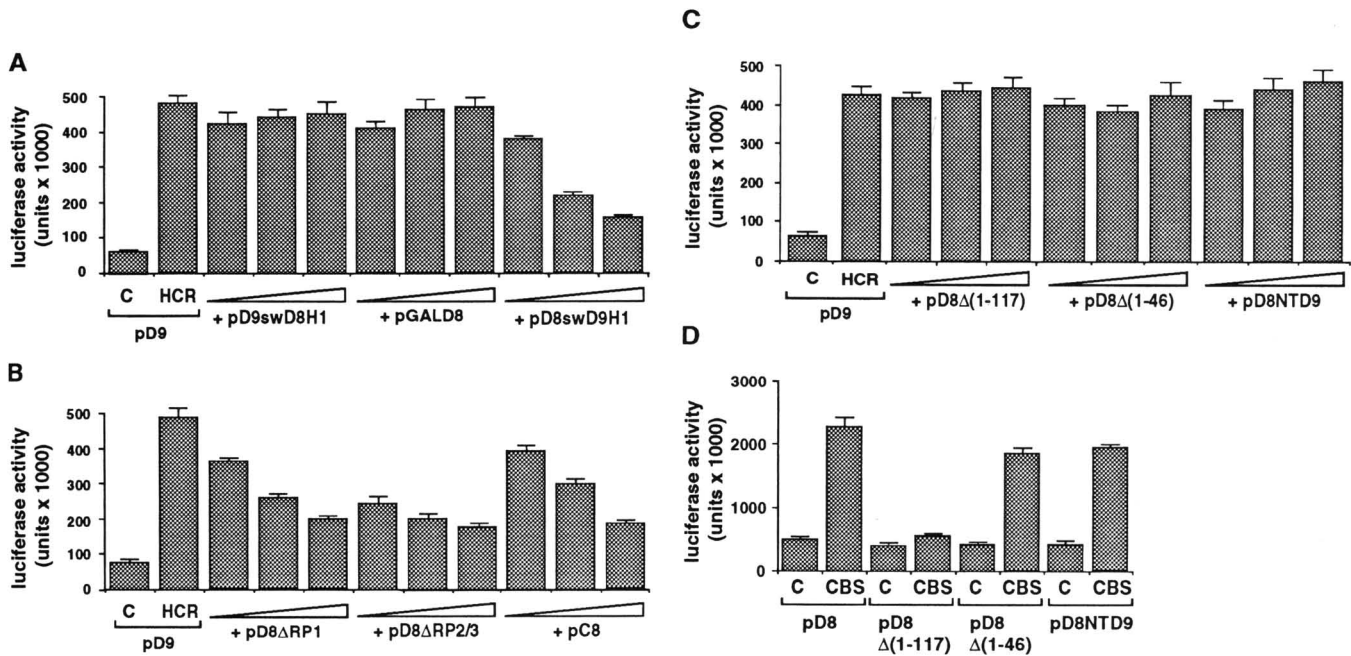 A
luciferase activity
(units x 1000)
500
400
300
200
100
0
C HCR
pD9
+ pD9swD8H1
+ pGALD8
+ pD8swD9H1
B
luciferase activity
(units x 1000)
500
400
300
200
100
0
C HCR
pD9
+ pD8ΔRP1
+ pD8ΔRP2/3
+ pC8
C
luciferase activity
(units x 1000)
500
400
300
200
100
0
C HCR
pD9
+ pD8Δ(1-117)
+ pD8Δ(1-46)
+ pD8NTD9
D
luciferase activity
(units x 1000)
3000
2000
1000
0
C CBS C CBS C CBS C CBS
pD8 pD8 pD8 pD8NTD9
Δ(1-117) Δ(1-46)